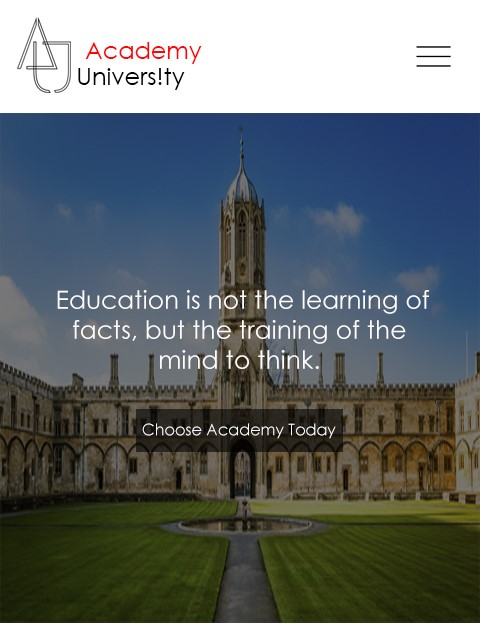 Academy
Univers!ty
Education is not the learning of
facts, but the training of the
mind to think.
Choose Academy Today